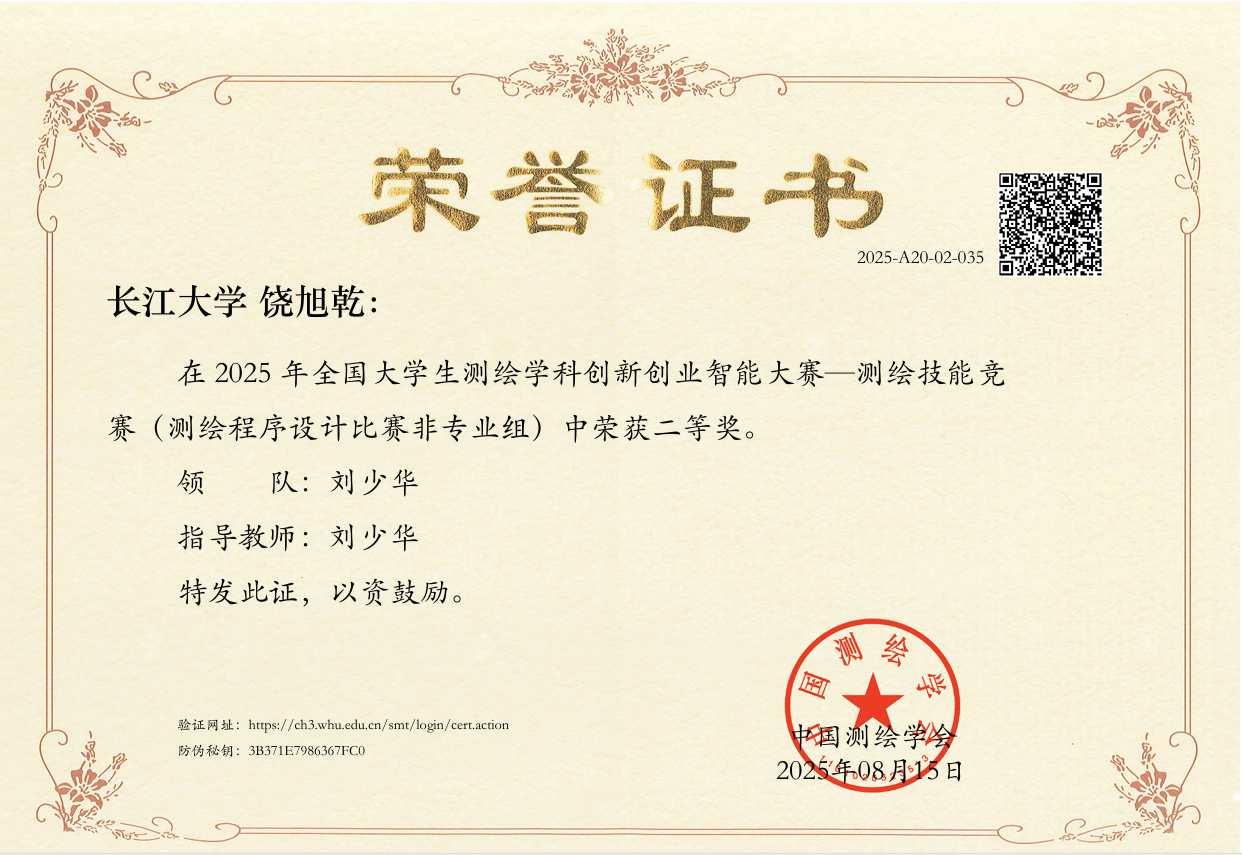 荣誉证书
2025-A20-02-035
长江大学 饶旭乾：
在 2025 年全国大学生测绘学科创新创业智能大赛—测绘技能竞
赛（测绘程序设计比赛非专业组）中荣获二等奖。
领　　队：刘少华
指导教师：刘少华
特发此证，以资鼓励。
中国测绘学会
验证网址：https://ch3.whu.edu.cn/smt/login/cert.action
防伪秘钥：3B371E7986367FC0
中国测绘学会
2025年08月15日